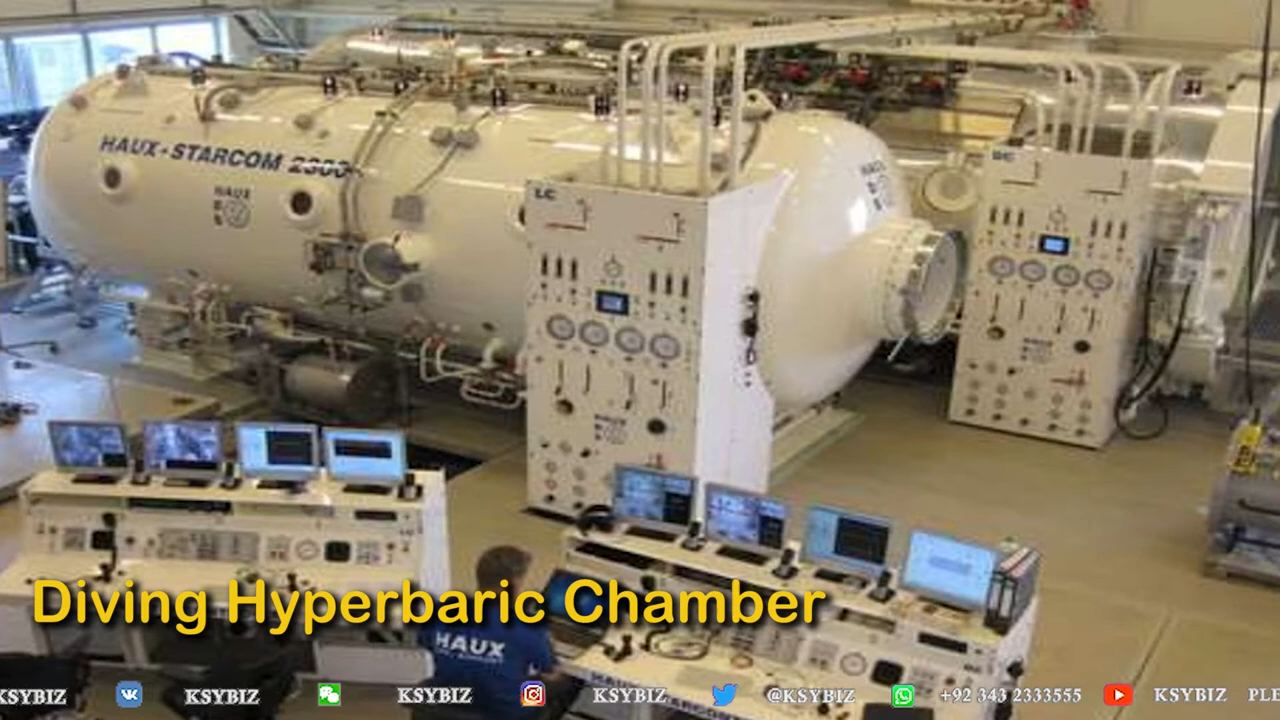 HAUX-STARCOM 2300
HAUX
HAUX
LC
DC
Diving Hyperbaric Chamber
HAUX
KSYBIZ KSYBIZ KSYBIZ KSYBIZ @KSYBIZ +92 343 2333555 KSYBIZ